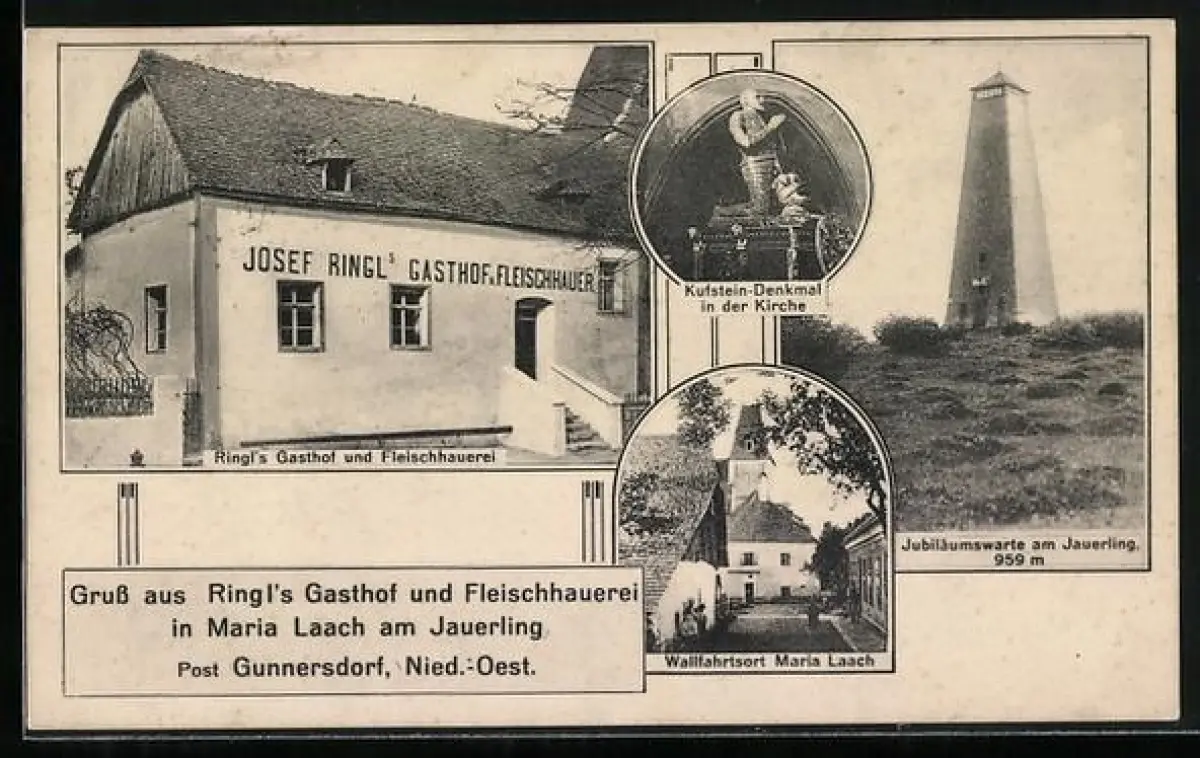 JOSEF RINGL'S GASTHOF U. FLEISCHHAUER
Ringl's Gasthof und Fleischhauerei
Kufstein-Denkmal
in der Kirche
Jubiläumswarte am Jauerling,
959 m
Wallfahrtsort Maria Laach
Gruß aus Ringl's Gasthof und Fleischhauerei
in Maria Laach am Jauerling
Post Gunnersdorf, Nied.-Oest.